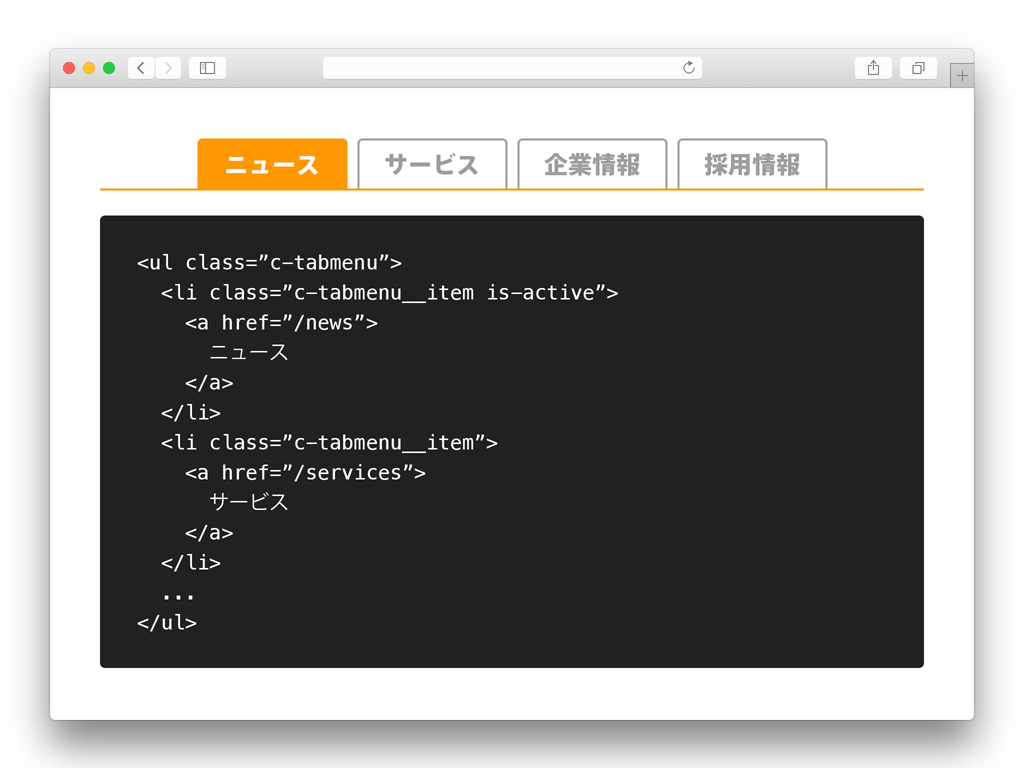 ニュース サービス 企業情報 採用情報
<ul class=”c-tabmenu”>
  <li class=”c-tabmenu__item is-active”>
    <a href=”/news”>
      ニュース
    </a>
  </li>
  <li class=”c-tabmenu__item”>
    <a href=”/services”>
      サービス
    </a>
  </li>
  ...
</ul>